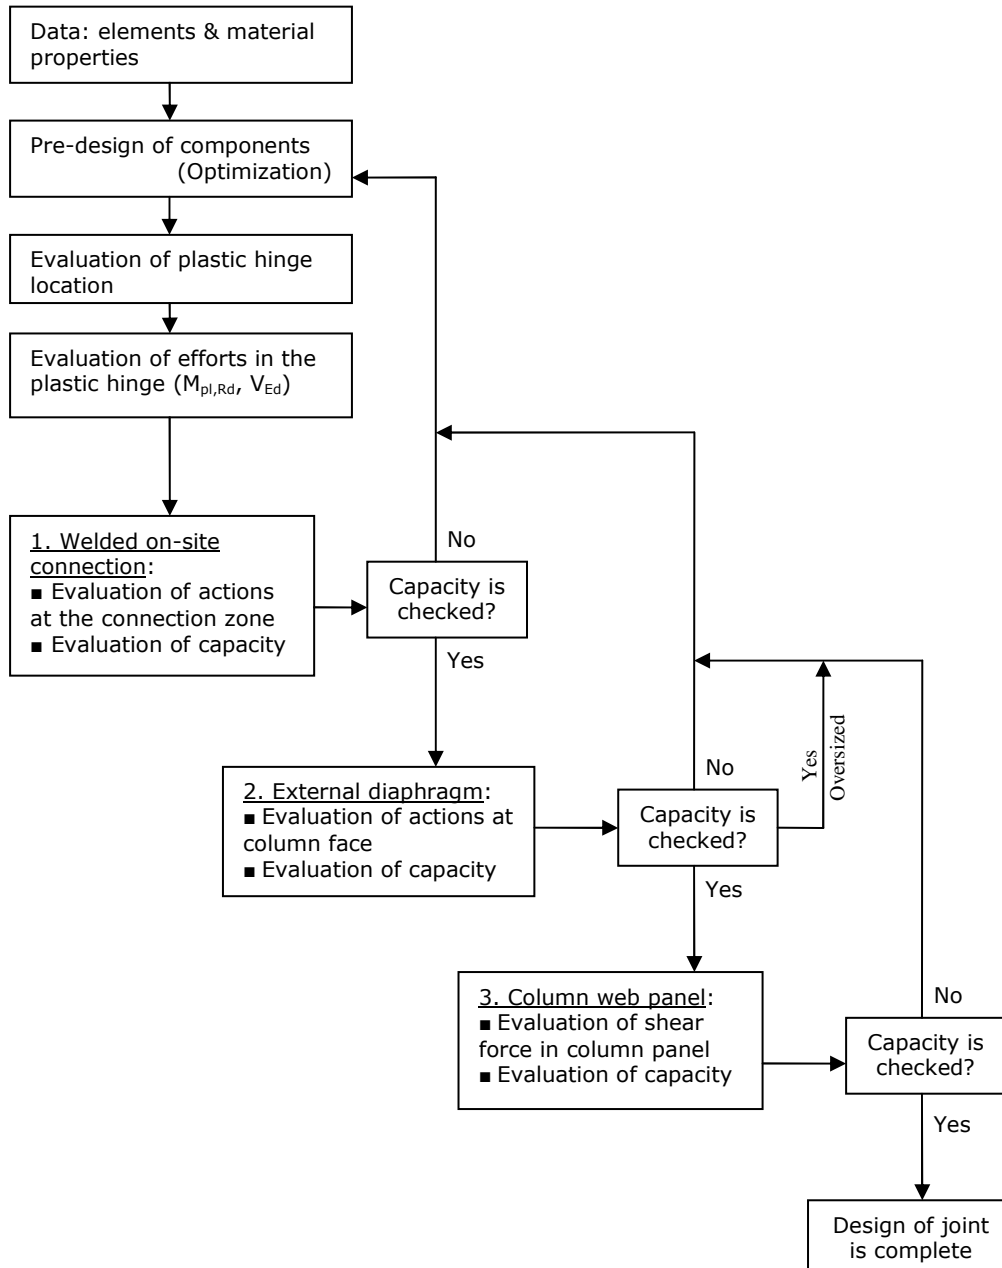 Data: elements & material
properties
Pre-design of components
(Optimization)
Evaluation of plastic hinge
location
Evaluation of efforts in the
plastic hinge (Mpl,Rd, VEd)
1. Welded on-site
connection:
■ Evaluation of actions
at the connection zone
■ Evaluation of capacity
No
Capacity is
checked?
Yes
2. External diaphragm:
■ Evaluation of actions at
column face
■ Evaluation of capacity
No
Capacity is
checked?
Yes
Oversized
Yes
3. Column web panel:
■ Evaluation of shear
force in column panel
■ Evaluation of capacity
No
Capacity is
checked?
Yes
Design of joint
is complete